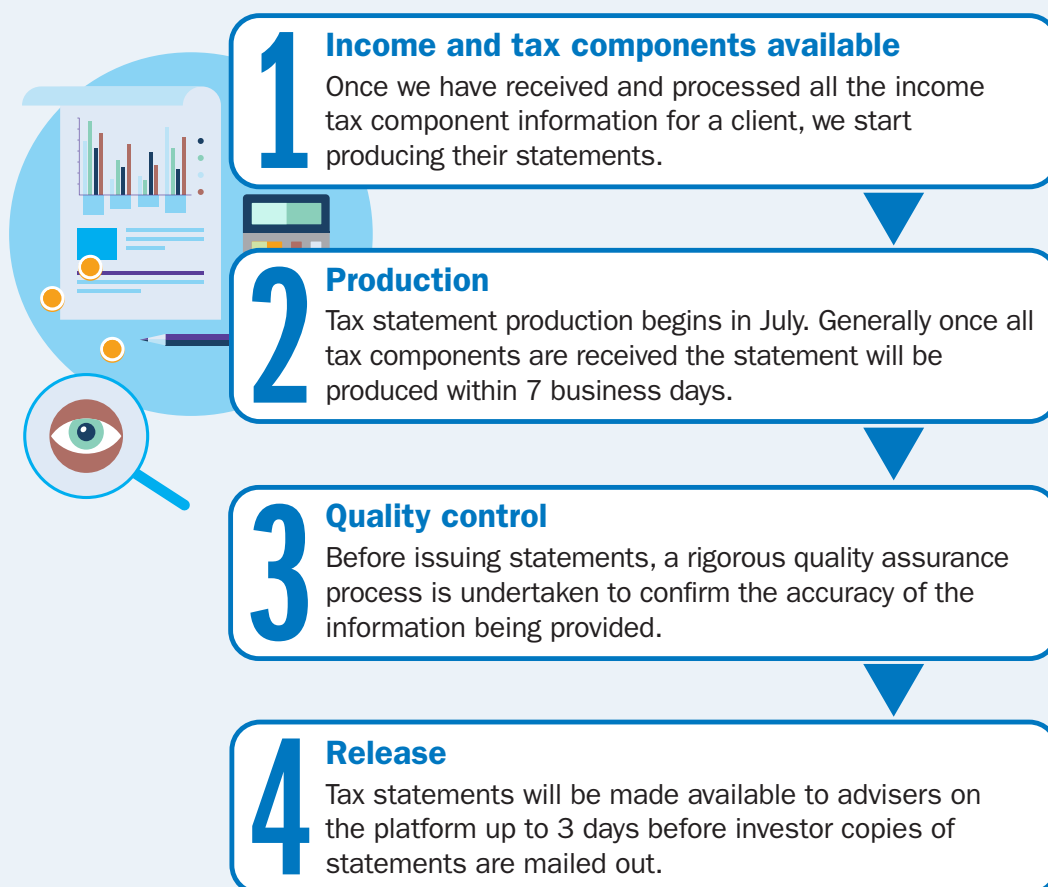 1
Income and tax components available
Once we have received and processed all the income
tax component information for a client, we start
producing their statements.
2
Production
Tax statement production begins in July. Generally once all
tax components are received the statement will be
produced within 7 business days.
3
Quality control
Before issuing statements, a rigorous quality assurance
process is undertaken to confirm the accuracy of the
information being provided.
4
Release
Tax statements will be made available to advisers on
the platform up to 3 days before investor copies of
statements are mailed out.